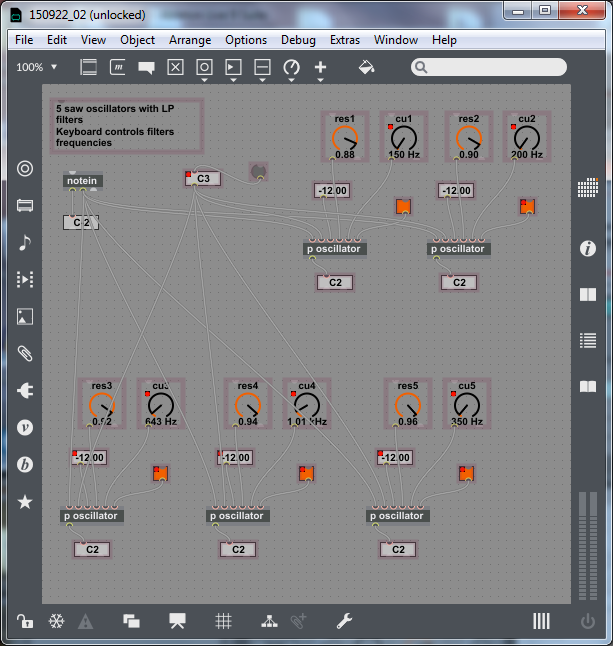 150922_02 (unlocked)
File Edit View Object Arrange Options Debug Extras Window Help
100%
5 saw oscillators with LP
filters
Keyboard controls filters
frequencies
res1 cu1 res2 cu2
0.88 150 Hz 0.90 200 Hz
notein C3
-12.00 -12.00
p oscillator p oscillator
C2 C2
res3 cu3 res4 cu4 res5 cu5
0.92 643 Hz 0.94 1.01 kHz 0.96 350 Hz
-12.00 -12.00 -12.00
p oscillator p oscillator p oscillator
C2 C2 C2